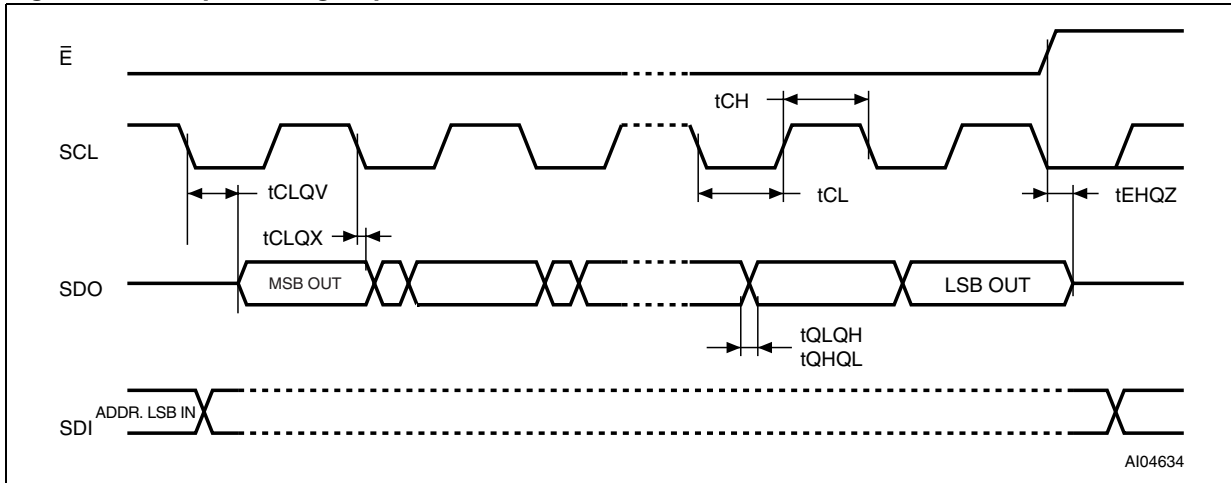 Ē
tCH
SCL
tCLQV
tCL
tEHQZ
tCLQX
SDO
MSB OUT
LSB OUT
tQLQH
tQHQL
ADDR. LSB IN
SDI
AI04634